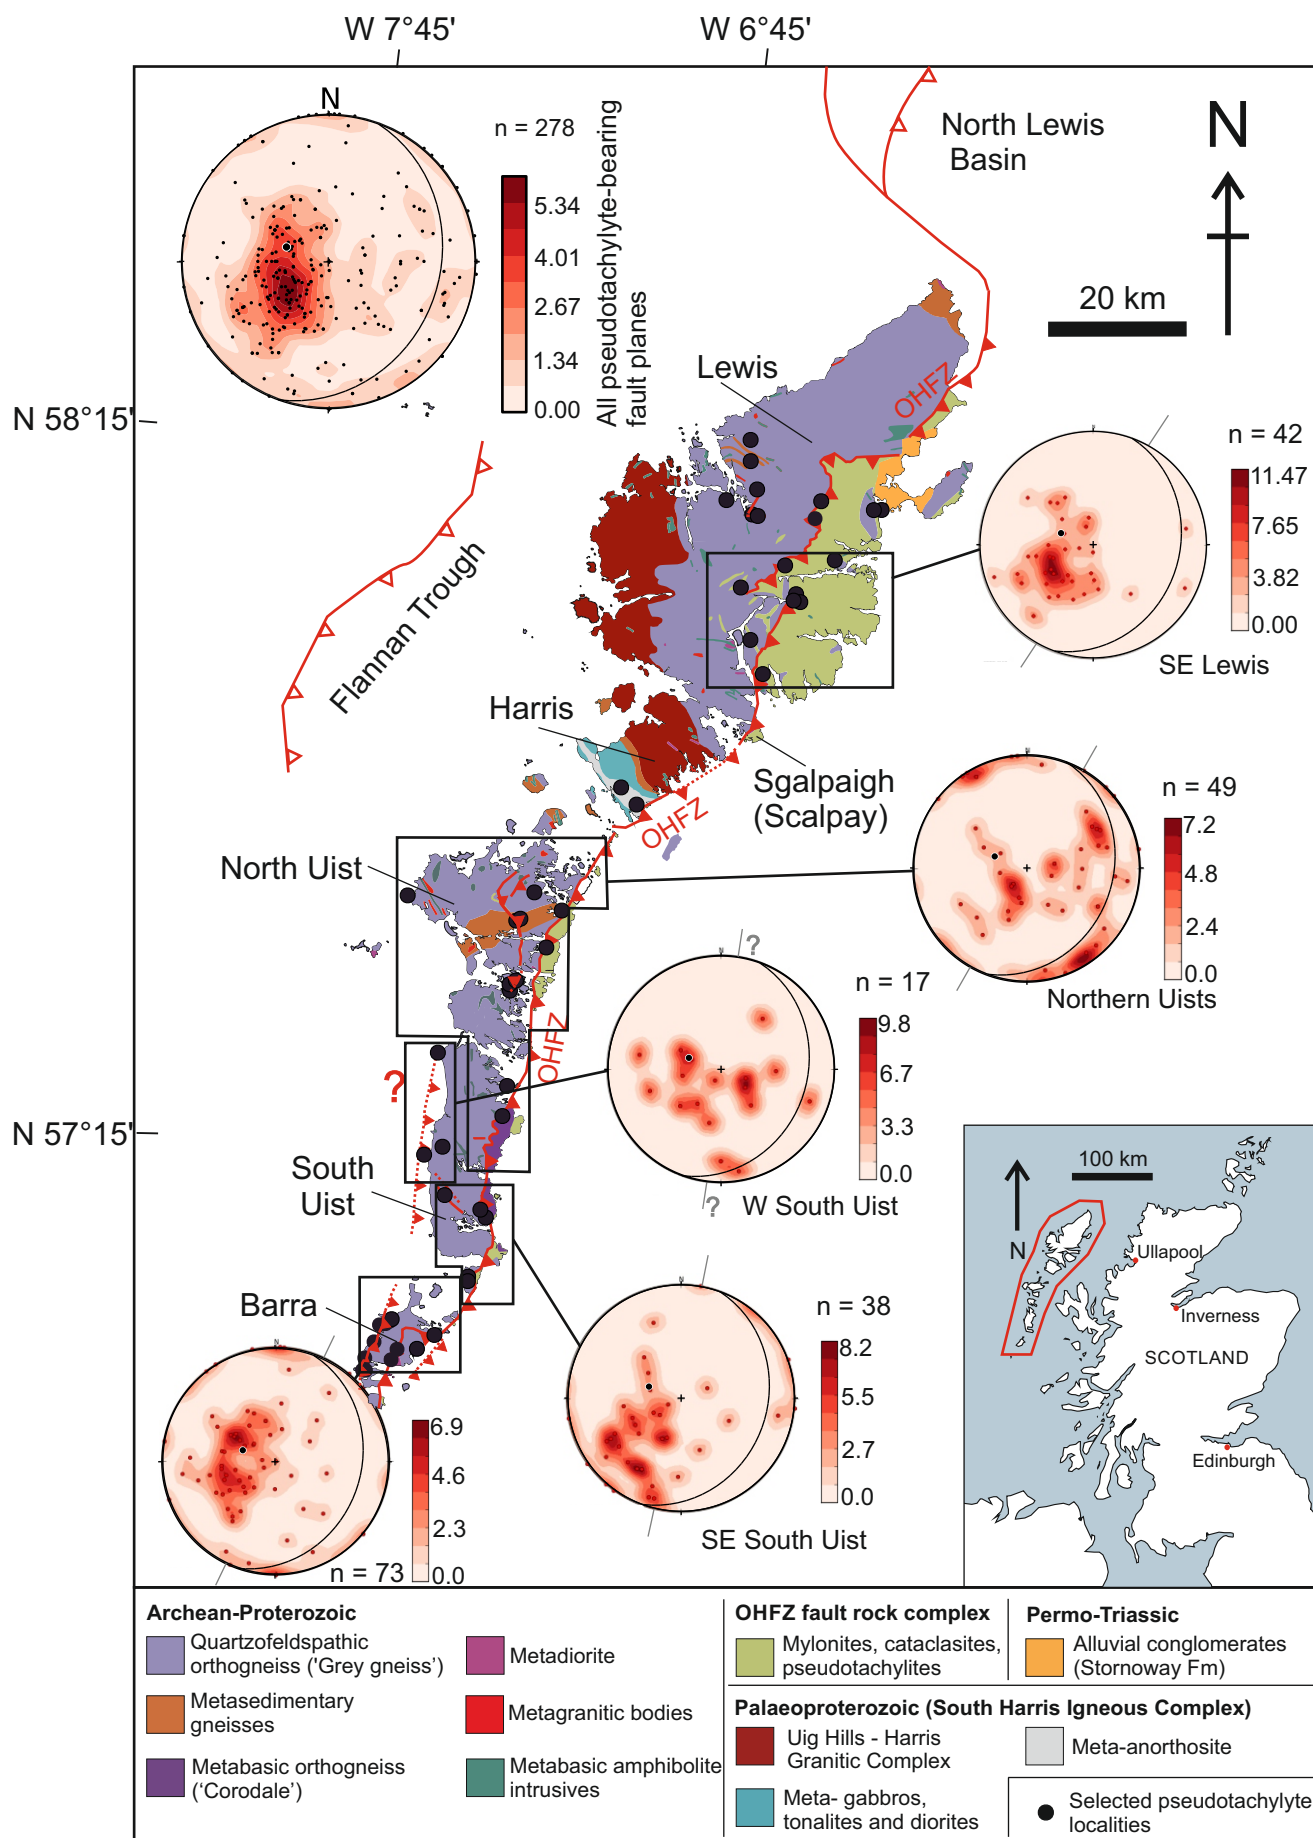 W 7°45'
W 6°45'
N
n = 278
5.34
4.01
2.67
1.34
0.00
All pseudotachylyte-bearing
fault planes
North Lewis
Basin
N
20 km
N 58°15'
Lewis
OHFZ
n = 42
11.47
7.65
3.82
0.00
SE Lewis
Flannan Trough
Harris
Sgalpaigh
(Scalpay)
OHFZ
n = 49
7.2
4.8
2.4
0.0
Northern Uists
North Uist
?
n = 17
9.8
6.7
3.3
0.0
? W South Uist
OHFZ
?
N 57°15'
South
Uist
n = 38
8.2
5.5
2.7
0.0
SE South Uist
Barra
6.9
4.6
2.3
0.0
n = 73
100 km
N
Ullapool
Inverness
SCOTLAND
Edinburgh
Archean-Proterozoic
Quartzofeldspathic
orthogneiss ('Grey gneiss’)
Metasedimentary
gneisses
Metabasic orthogneiss
(‘Corodale’)
Metadiorite
Metagranitic bodies
Metabasic amphibolite
intrusives
OHFZ fault rock complex
Mylonites, cataclasites,
pseudotachylites
Permo-Triassic
Alluvial conglomerates
(Stornoway Fm)
Palaeoproterozoic (South Harris Igneous Complex)
Uig Hills - Harris
Granitic Complex
Meta- gabbros,
tonalites and diorites
Meta-anorthosite
Selected pseudotachylyte
localities